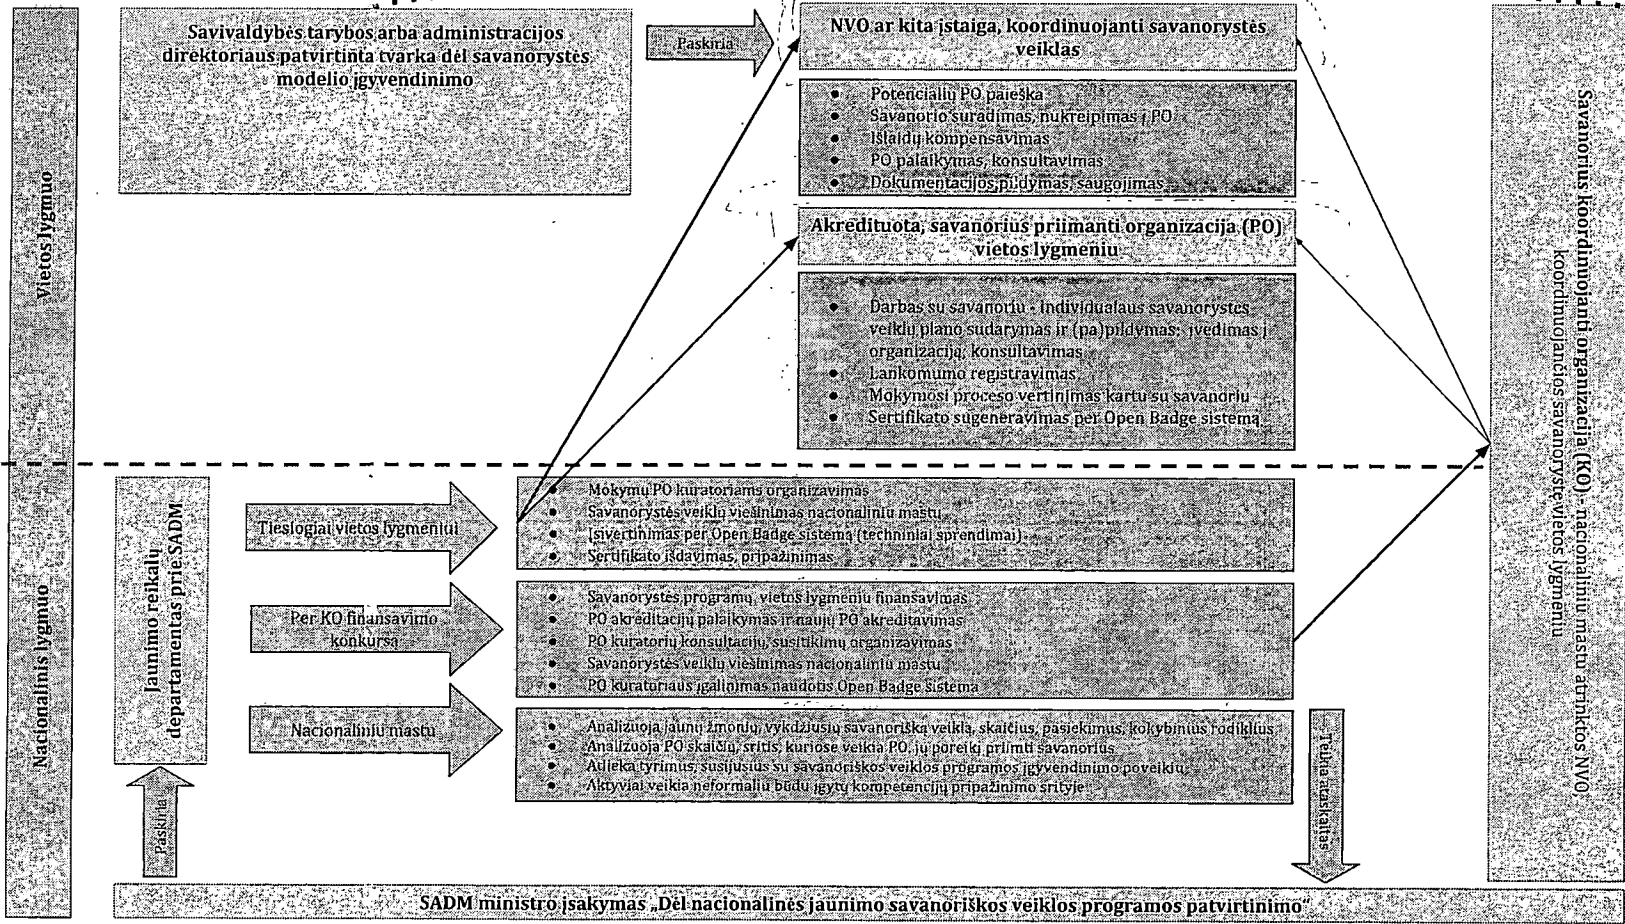 Vietos lygmuo
Savivaldybės tarybos arba administracijos
direktoriaus patvirtinta tvarka dėl savanorystės
modelio įgyvendinimo
Paskiria
NVO ar kita įstaiga, koordinuojanti savanorystės
veiklas
• Potencialių PO paieška
• Savanorio suradimas, nukreipimas į PO
• Išlaidų kompensavimas
• PO palaikymas, konsultavimas
• Dokumentacijos pildymas, saugojimas
Akredituota, savanorius priimanti organizacija (PO)
vietos lygmeniu
• Darbas su savanoriu - individualaus savanorystės
veiklų plano sudarymas ir (pa)pildymas; įvedimas į
organizaciją, konsultavimas
• Lankomumo registravimas
• Mokymosi proceso vertinimas kartu su savanoriu
• Sertifikato sugeneravimas per Open Badge sistemą
Savanorius koordinuojanti organizacija (KO)- nacionaliniu mastu atrinktos NVO,
koordinuojančios savanorystę vietos lygmeniu
Nacionalinis lygmuo
Jaunimo reikalų
departamentas prie SADM
Tiesiogiai vietos lygmeniui
• Mokymų PO kuratoriams organizavimas
• Savanorystės veiklų viešinimas nacionaliniu mastu
• Įsivertinimas per Open Badge sistemą (techniniai sprendimai)
• Sertifikato išdavimas, pripažinimas
Per KO finansavimo
konkursą
• Savanorystės programų vietos lygmeniu finansavimas
• PO akreditacijų palaikymas ir naujų PO akreditavimas
• PO kuratorių konsultacijų, susitikimų organizavimas
• Savanorystės veiklų viešinimas nacionaliniu mastu
• PO kuratoriaus įgalinimas naudotis Open Badge sistema
Nacionaliniu mastu
• Analizuoja jaunų žmonių, vykdžiusių savanorišką veiklą, skaičius, pasiekimus, kokybinius rodiklius
• Analizuoja PO skaičių, sritis, kuriose veikia PO, jų poreikį priimti savanorius
• Atlieka tyrimus, susijusius su savanoriškos veiklos programos įgyvendinimo poveikiu
• Aktyviai veikia neformaliu būdu įgytų kompetencijų pripažinimo srityje
Paskiria
Teikia ataskaitas
SADM ministro įsakymas „Dėl nacionalinės jaunimo savanoriškos veiklos programos patvirtinimo“